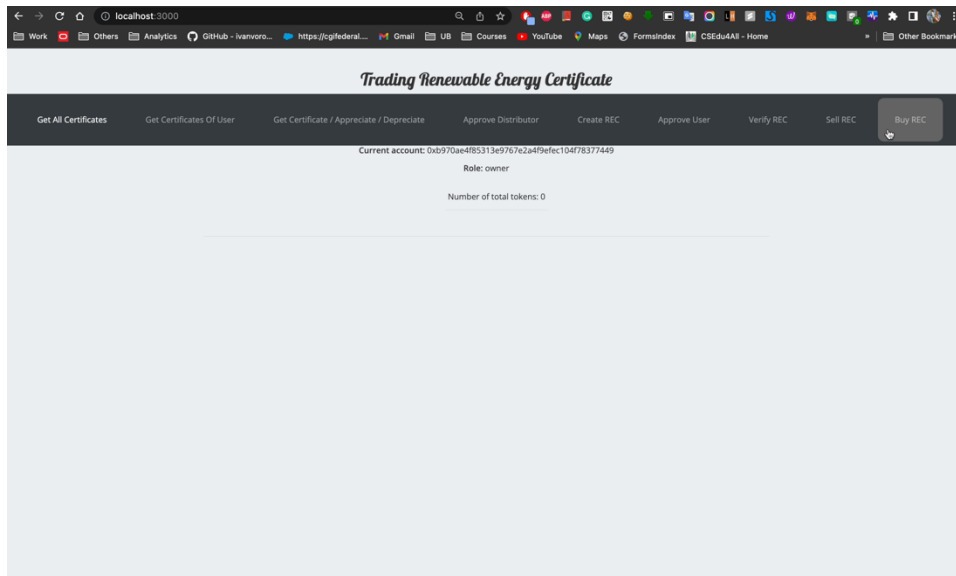 localhost:3000
Work Others Analytics GitHub - ivanvoro... https://cgifederal.... Gmail UB Courses YouTube Maps FormsIndex CSEdu4All - Home » Other Bookmark
Trading Renewable Energy Certificate
Get All Certificates Get Certificates Of User Get Certificate / Appreciate / Depreciate Approve Distributor Create REC Approve User Verify REC Sell REC Buy REC
Current account: 0xb970ae4f85313e9767e2a4f9efec104f78377449
Role: owner
Number of total tokens: 0